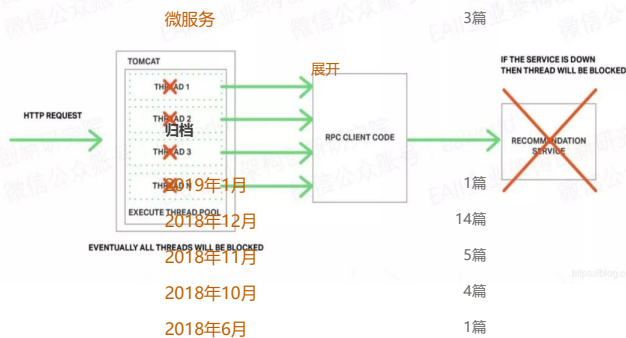 微服务 3篇
IF THE SERVICE IS DOWN
THEN THREAD WILL BE BLOCKED
TOMCAT
展开
THREAD 1
HTTP REQUEST
THREAD 2
归档
RPC CLIENT CODE
RECOMMENDATION
SERVICE
THREAD 3
2019年1月 1篇
THREAD N
EXECUTE THREAD POOL
2018年12月 14篇
EVENTUALLY ALL THREADS WILL BE BLOCKED
2018年11月 5篇
https://blog.c
2018年10月 4篇
2018年6月 1篇